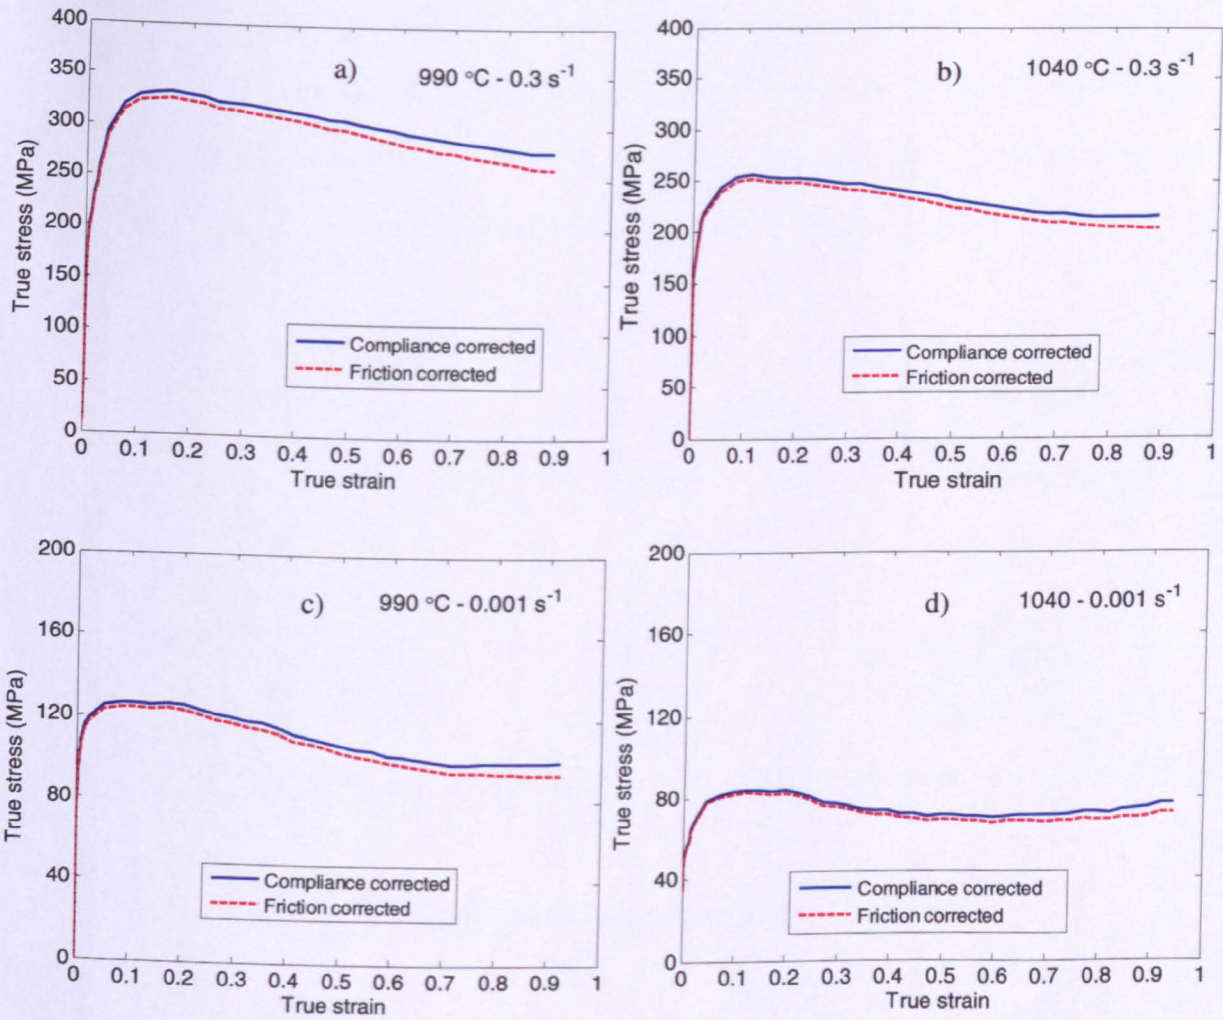 400
350
300
250
200
150
100
50
0
True stress (MPa)
a) 990 °C - 0.3 s⁻¹
Compliance corrected
Friction corrected
0 0.1 0.2 0.3 0.4 0.5 0.6 0.7 0.8 0.9 1
True strain
400
350
300
250
200
150
100
50
0
True stress (MPa)
b) 1040 °C - 0.3 s⁻¹
Compliance corrected
Friction corrected
0 0.1 0.2 0.3 0.4 0.5 0.6 0.7 0.8 0.9 1
True strain
200
160
120
80
40
0
True stress (MPa)
c) 990 °C - 0.001 s⁻¹
Compliance corrected
Friction corrected
0 0.1 0.2 0.3 0.4 0.5 0.6 0.7 0.8 0.9 1
True strain
200
160
120
80
40
0
True stress (MPa)
d) 1040 - 0.001 s⁻¹
Compliance corrected
Friction corrected
0 0.1 0.2 0.3 0.4 0.5 0.6 0.7 0.8 0.9 1
True strain